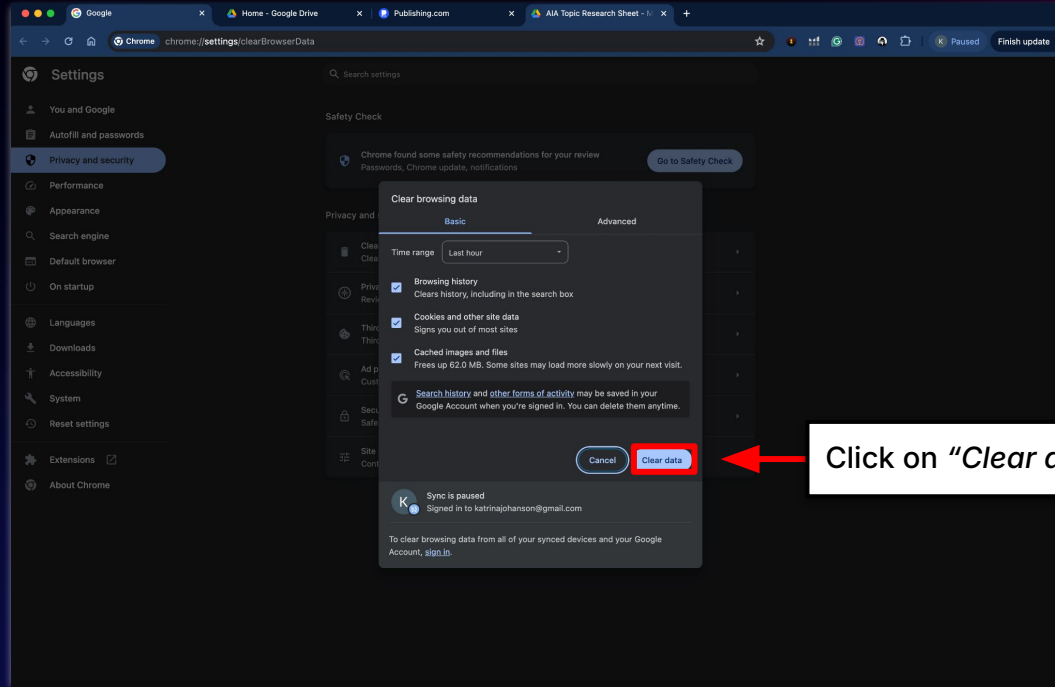 Google
Home - Google Drive
Publishing.com
AIA Topic Research Sheet -
Chrome
chrome://settings/clearBrowserData
K Paused
Finish update
Settings
Search settings
You and Google
Autofill and passwords
Privacy and security
Performance
Appearance
Search engine
Default browser
On startup
Languages
Downloads
Accessibility
System
Reset settings
Extensions
About Chrome
Safety Check
Chrome found some safety recommendations for your review
Passwords, Chrome update, notifications
Go to Safety Check
Privacy and
Clear browsing data
Basic
Advanced
Time range
Last hour
Browsing history
Clears history, including in the search box
Cookies and other site data
Signs you out of most sites
Cached images and files
Frees up 62.0 MB. Some sites may load more slowly on your next visit.
G
Search history and other forms of activity may be saved in your
Google Account when you're signed in. You can delete them anytime.
Cancel
Clear data
K
Sync is paused
Signed in to katrinajohanson@gmail.com
To clear browsing data from all of your synced devices and your Google
Account, sign in.
Click on "Clear